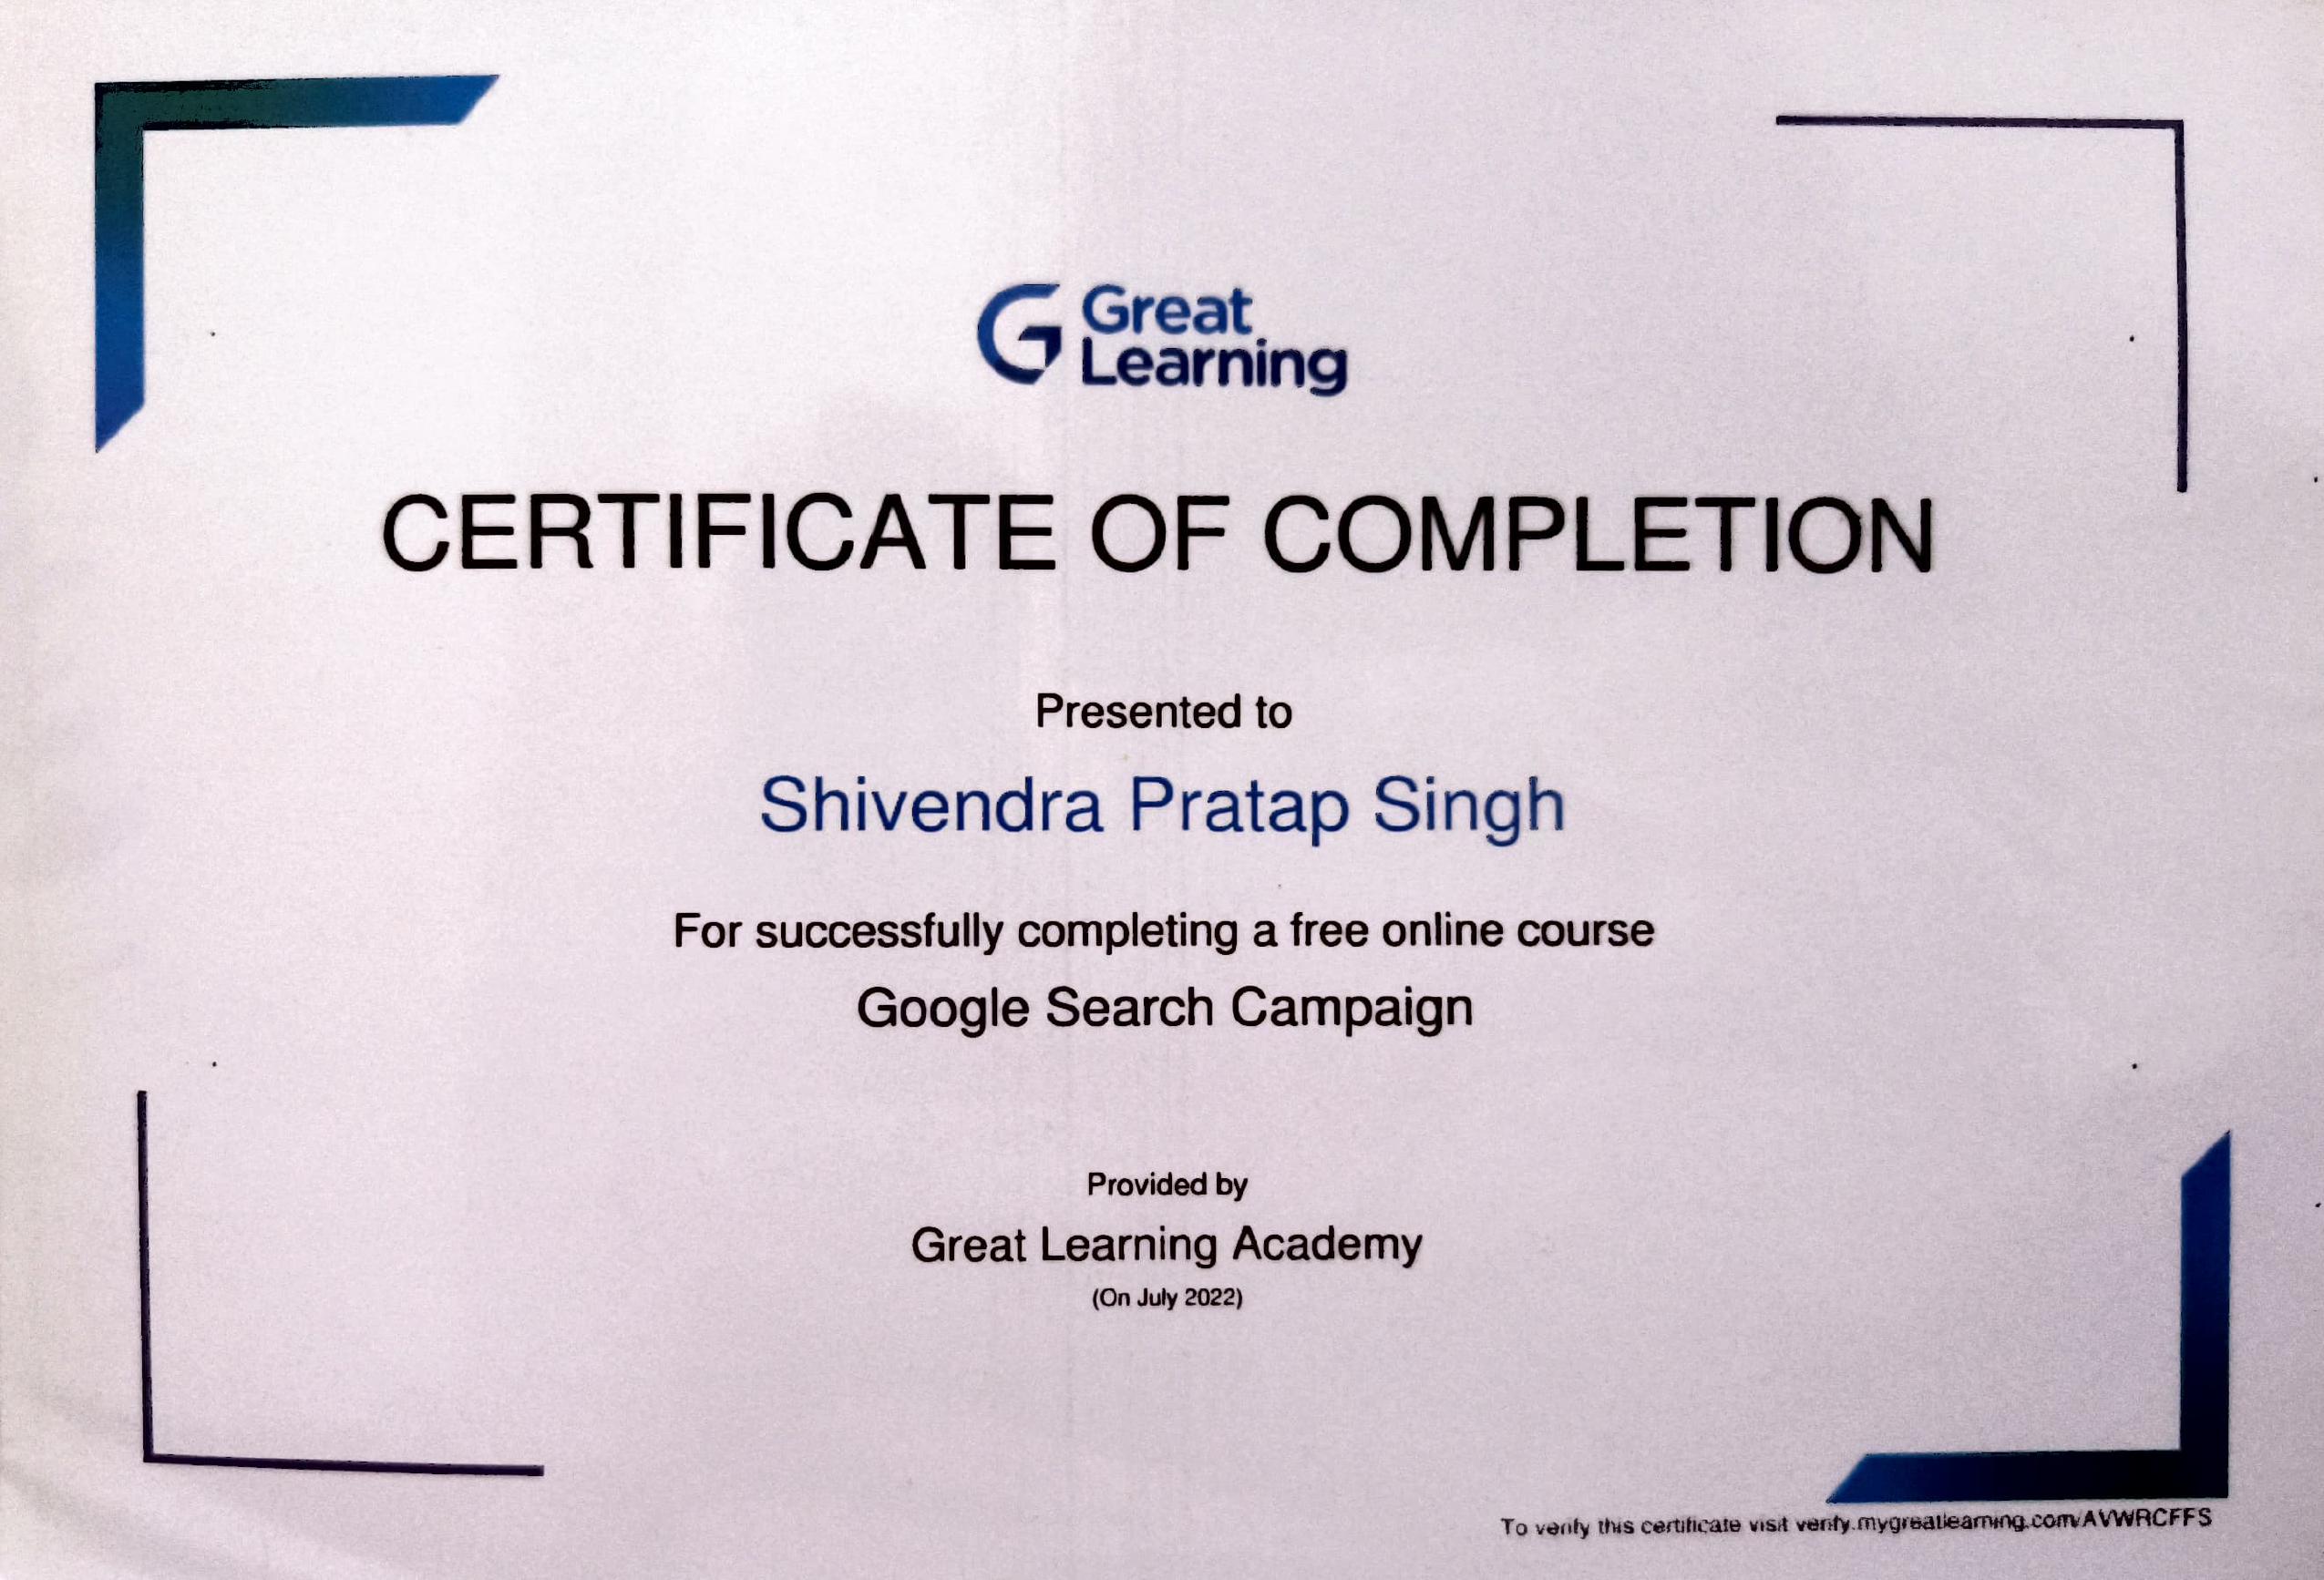 Great
Learning
CERTIFICATE OF COMPLETION
Presented to
Shivendra Pratap Singh
For successfully completing a free online course
Google Search Campaign
Provided by
Great Learning Academy
(On July 2022)
To verify this certificate visit verify.mygreatlearning.com/AVWRCFFS